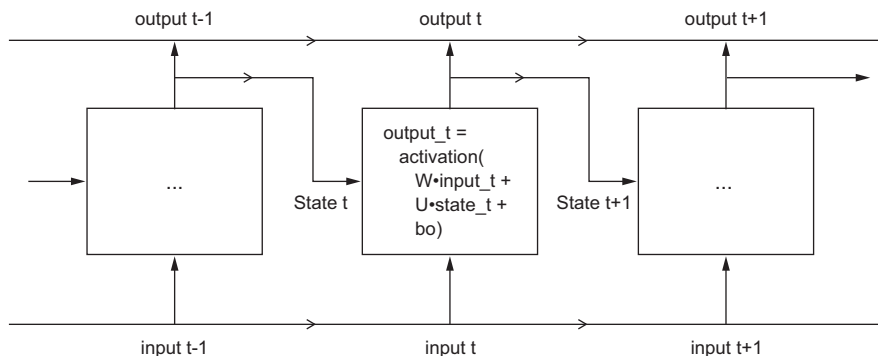 output t-1
output t
output t+1
...
output_t =
activation(
W•input_t +
U•state_t +
bo)
...
State t
State t+1
input t-1
input t
input t+1